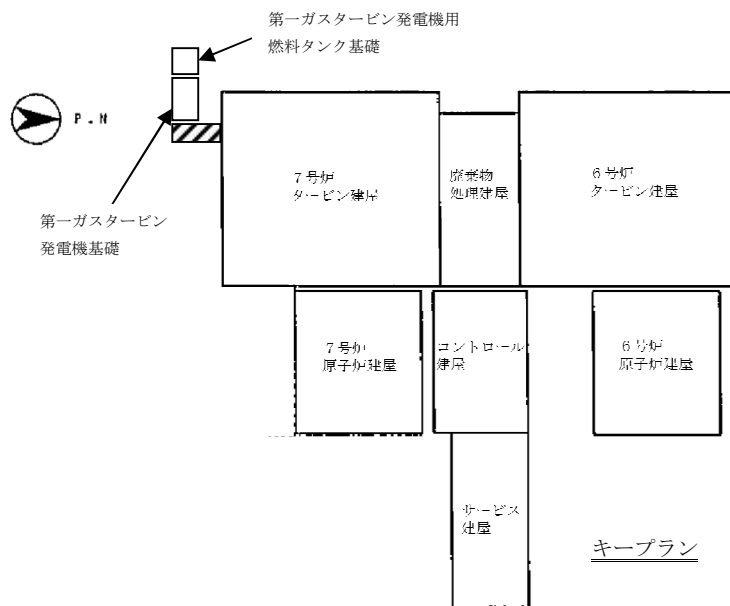 第一ガスタービン発電機用
燃料タンク基礎
P.N
7号炉
タービン建屋
廃棄物
処理建屋
6号炉
タービン建屋
第一ガスタービン
発電機基礎
7号炉
原子炉建屋
コントロール
建屋
6号炉
原子炉建屋
サービス
建屋
キープラン